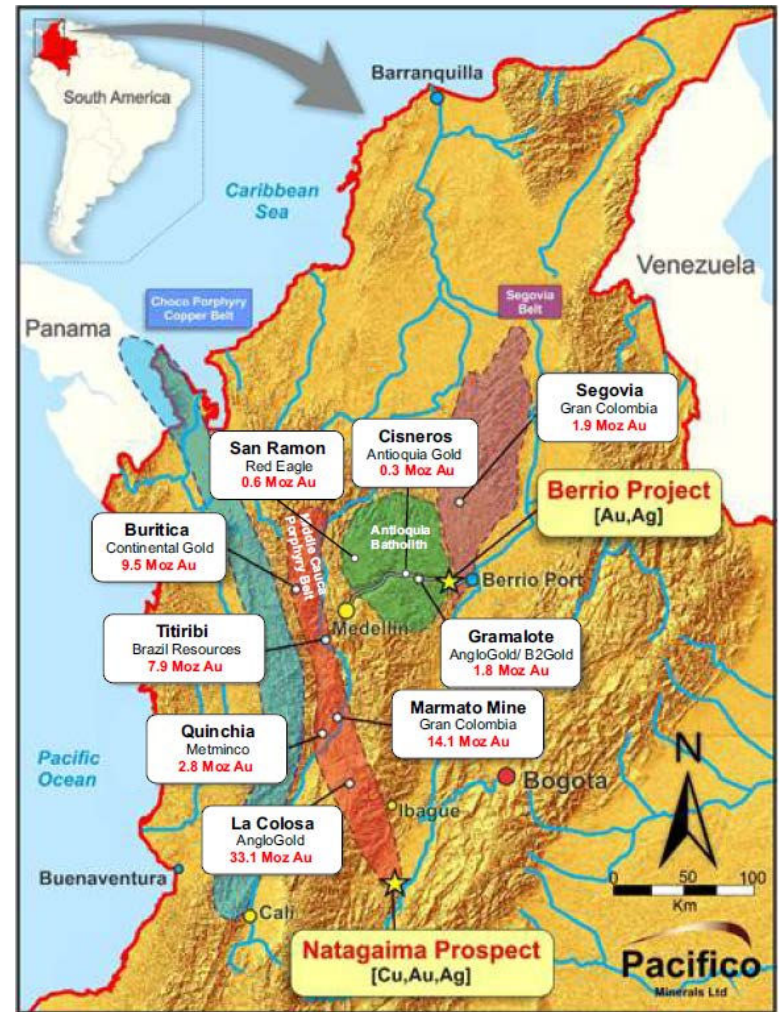 South America
Barranquilla
Caribbean
Sea
Venezuela
Panama
Choco Porphyry
Copper Belt
Segovia
Belt
Segovia
Gran Colombia
1.9 Moz Au
San Ramon
Red Eagle
0.6 Moz Au
Cisneros
Antioquia Gold
0.3 Moz Au
Berrio Project
[Au,Ag]
Buritica
Continental Gold
9.5 Moz Au
Middle Cauca
Porphyry Belt
Antioquia
Batholith
Berrio Port
Medellin
Titiribi
Brazil Resources
7.9 Moz Au
Gramalote
AngloGold/ B2Gold
1.8 Moz Au
Quinchia
Metminco
2.8 Moz Au
Marmato Mine
Gran Colombia
14.1 Moz Au
Pacific
Ocean
N
Bogota
Ibague
La Colosa
AngloGold
33.1 Moz Au
Buenaventura
0 50 100
Km
Cali
Natagaima Prospect
[Cu,Au,Ag]
Pacifico
Minerals Ltd